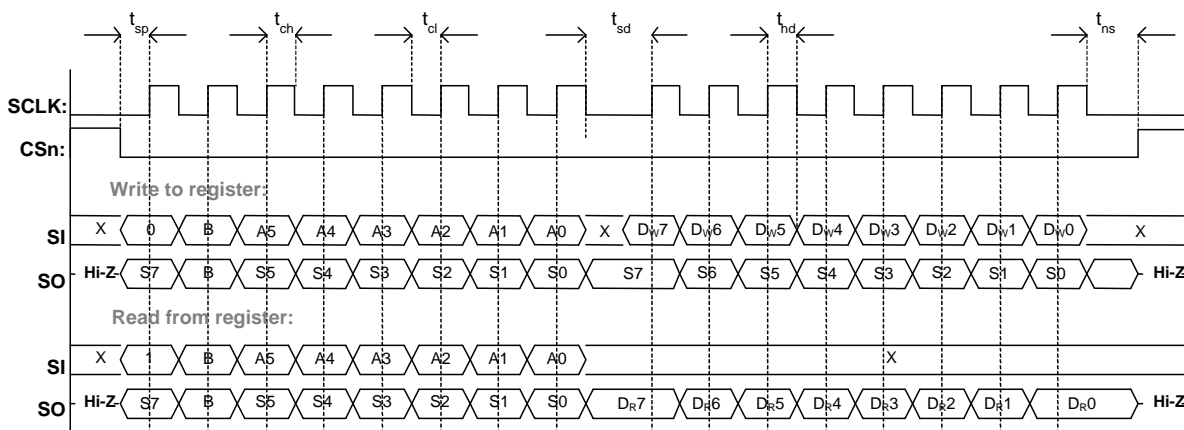 tsp tch tcl tsd thd tns
SCLK:
CSn:
Write to register:
SI X 0 B A5 A4 A3 A2 A1 A0 X DW7 DW6 DW5 DW4 DW3 DW2 DW1 DW0 X
SO Hi-Z S7 B S5 S4 S3 S2 S1 S0 S7 S6 S5 S4 S3 S2 S1 S0 Hi-Z
Read from register:
SI X 1 B A5 A4 A3 A2 A1 A0 X
SO Hi-Z S7 B S5 S4 S3 S2 S1 S0 DR7 DR6 DR5 DR4 DR3 DR2 DR1 DR0 Hi-Z